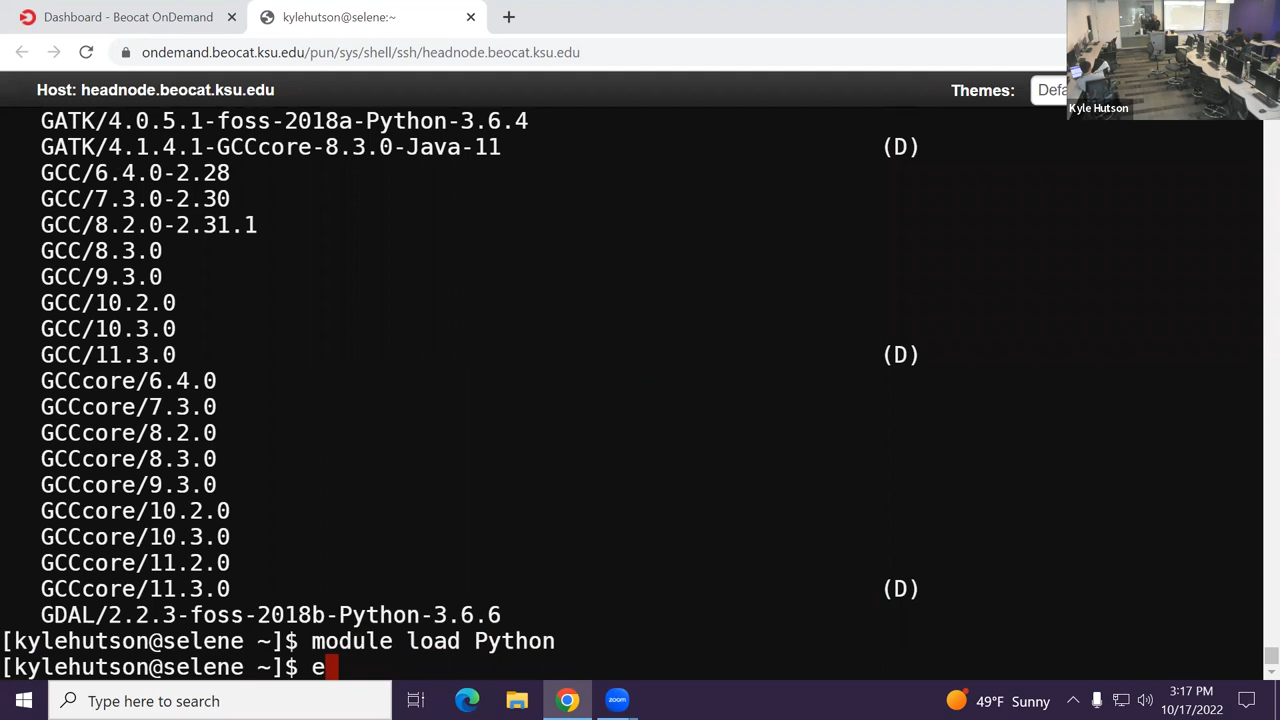 Dashboard - Beocat OnDemand
kylehutson@selene:~
ondemand.beocat.ksu.edu/pun/sys/shell/ssh/headnode.beocat.ksu.edu
Host: headnode.beocat.ksu.edu
Themes:
Defa
Kyle Hutson
GATK/4.0.5.1-foss-2018a-Python-3.6.4
GATK/4.1.4.1-GCCcore-8.3.0-Java-11 (D)
GCC/6.4.0-2.28
GCC/7.3.0-2.30
GCC/8.2.0-2.31.1
GCC/8.3.0
GCC/9.3.0
GCC/10.2.0
GCC/10.3.0
GCC/11.3.0 (D)
GCCcore/6.4.0
GCCcore/7.3.0
GCCcore/8.2.0
GCCcore/8.3.0
GCCcore/9.3.0
GCCcore/10.2.0
GCCcore/10.3.0
GCCcore/11.2.0
GCCcore/11.3.0 (D)
GDAL/2.2.3-foss-2018b-Python-3.6.6
[kylehutson@selene ~]$ module load Python
[kylehutson@selene ~]$ e
Type here to search
zoom
49°F Sunny
3:17 PM
10/17/2022